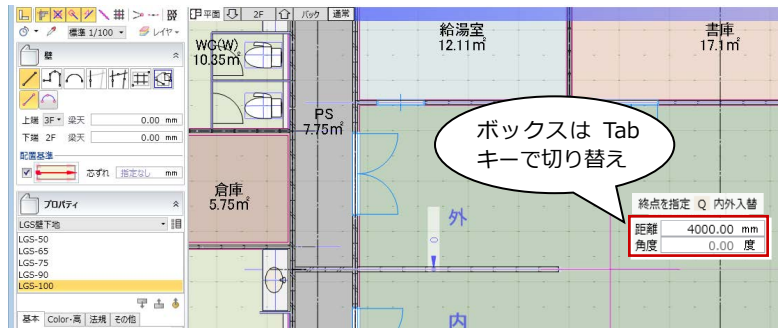 平面 2F バック 通常
標準 1/100 レイヤ
壁
上端 3F 梁天 0.00 mm
下端 2F 梁天 0.00 mm
配置基準
芯ずれ 指定なし mm
プロパティ
LGS壁下地
LGS-50
LGS-65
LGS-75
LGS-90
LGS-100
基本 Color・高 法規 その他
WC(W)
10.35㎡
給湯室
12.11㎡
書庫
17.1㎡
PS
7.75㎡
ボックスは Tab
キーで切り替え
倉庫
5.75㎡
外
0
内
終点を指定 Q 内外入替
距離 4000.00 mm
角度 0.00 度